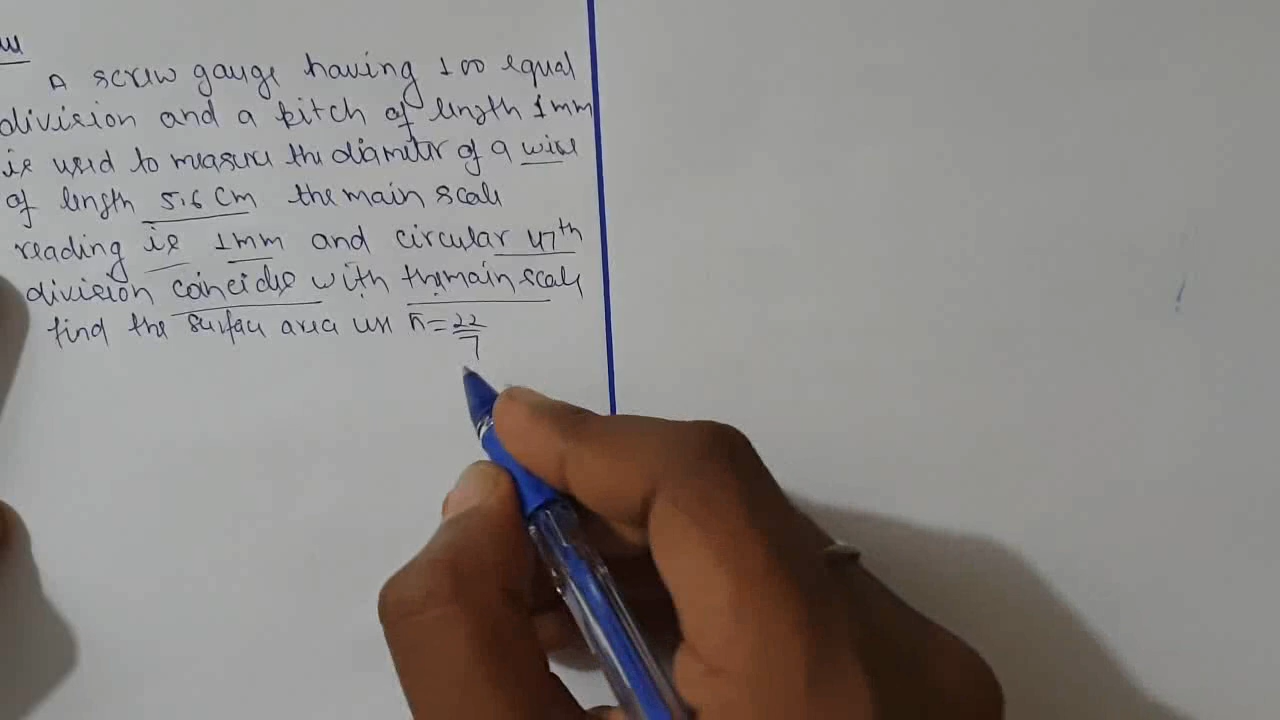 A screw gauge having 100 equal
division and a pitch of length 1mm
is used to measure the diameter of a wire
of length 5.6 cm the main scale
reading is 1mm and circular 47th
division coincide with the main scale
find the surface area use π = 22/7